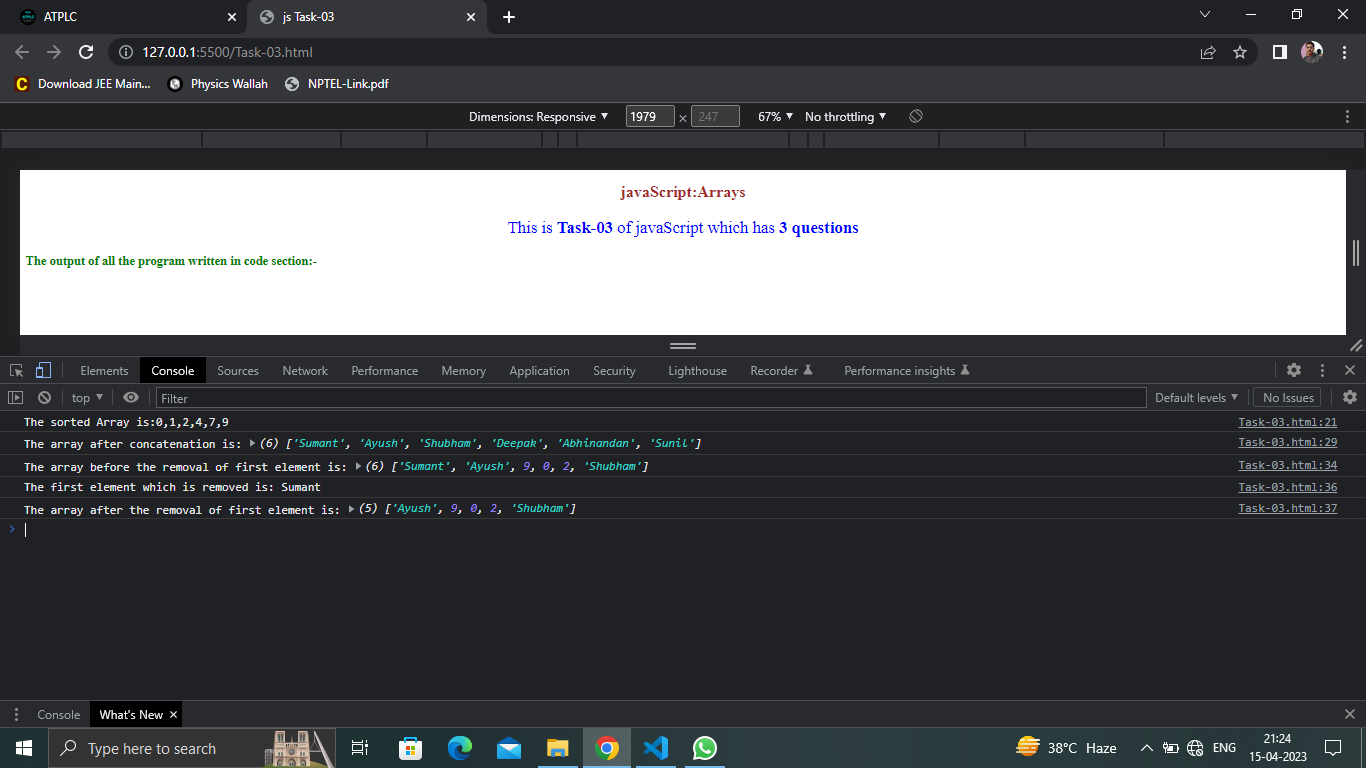 ATPLC
js Task-03
127.0.0.1:5500/Task-03.html
Download JEE Main...
Physics Wallah
NPTEL-Link.pdf
Dimensions: Responsive ▼ 1979 × 247 67% ▼ No throttling ▼
javaScript:Arrays
This is Task-03 of javaScript which has 3 questions
The output of all the program written in code section:-
Elements Console Sources Network Performance Memory Application Security Lighthouse Recorder Performance insights
top ▼ Filter Default levels ▼ No Issues
The sorted Array is:0,1,2,4,7,9 Task-03.html:21
The array after concatenation is: ▶ (6) ['Sumant', 'Ayush', 'Shubham', 'Deepak', 'Abhinandan', 'Sunil'] Task-03.html:29
The array before the removal of first element is: ▶ (6) ['Sumant', 'Ayush', 9, 0, 2, 'Shubham'] Task-03.html:34
The first element which is removed is: Sumant Task-03.html:36
The array after the removal of first element is: ▶ (5) ['Ayush', 9, 0, 2, 'Shubham'] Task-03.html:37
Console What's New
Type here to search
38°C Haze
ENG
21:24
15-04-2023